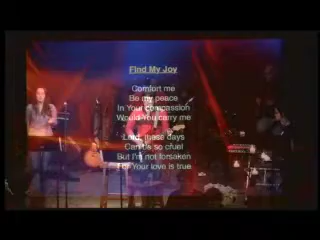 Find My Joy
Comfort me
Be my peace
In Your compassion
Would You carry me
Lord, these days
Can be so cruel
But I'm not forsaken
For Your love is true